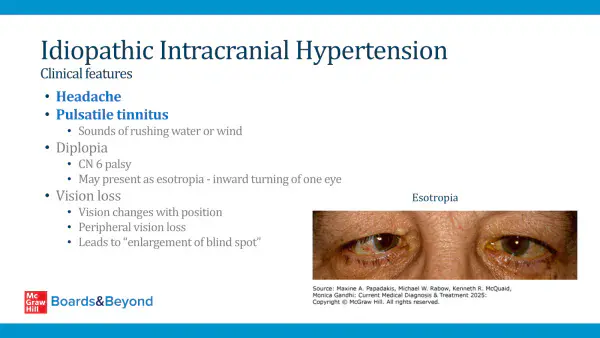 Idiopathic Intracranial Hypertension
Clinical features
• Headache
• Pulsatile tinnitus
• Sounds of rushing water or wind
• Diplopia
• CN 6 palsy
• May present as esotropia - inward turning of one eye
• Vision loss
• Vision changes with position
• Peripheral vision loss
• Leads to “enlargement of blind spot”
Esotropia
Source: Maxine A. Papadakis, Michael W. Rabow, Kenneth R. McQuaid,
Monica Gandhi: Current Medical Diagnosis & Treatment 2025:
Copyright © McGraw Hill. All rights reserved.
Mc
Graw
Hill
Boards&Beyond